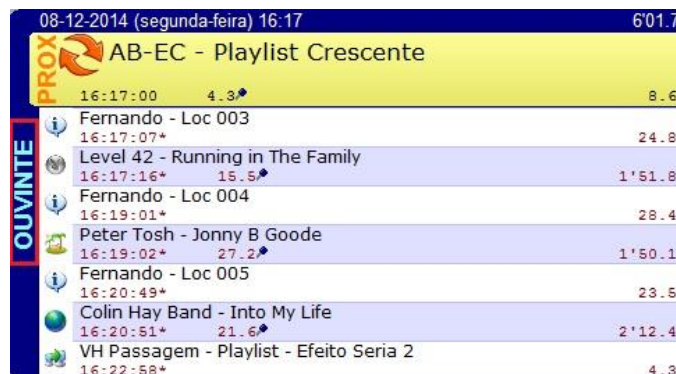 08-12-2014 (segunda-feira) 16:17 6'01.7
PROX
AB-EC - Playlist Crescente
16:17:00 4.3 8.6
OUVINTE
Fernando - Loc 003
16:17:07* 24.8
Level 42 - Running in The Family
16:17:16* 15.5 1'51.8
Fernando - Loc 004
16:19:01* 28.4
Peter Tosh - Jonny B Goode
16:19:02* 27.2 1'50.1
Fernando - Loc 005
16:20:49* 23.5
Colin Hay Band - Into My Life
16:20:51* 21.6 2'12.4
VH Passagem - Playlist - Efeito Seria 2
16:22:58* 4.3